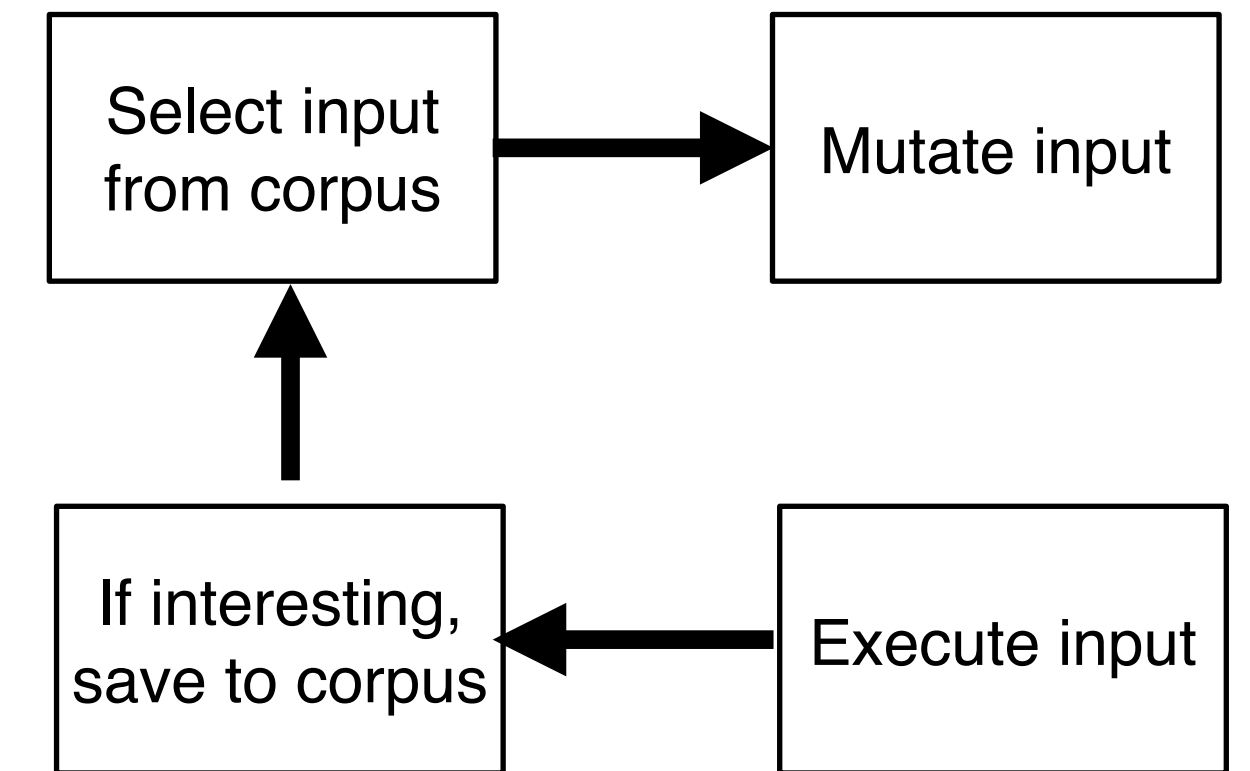 Select input
from corpus
Mutate input
If interesting,
save to corpus
Execute input